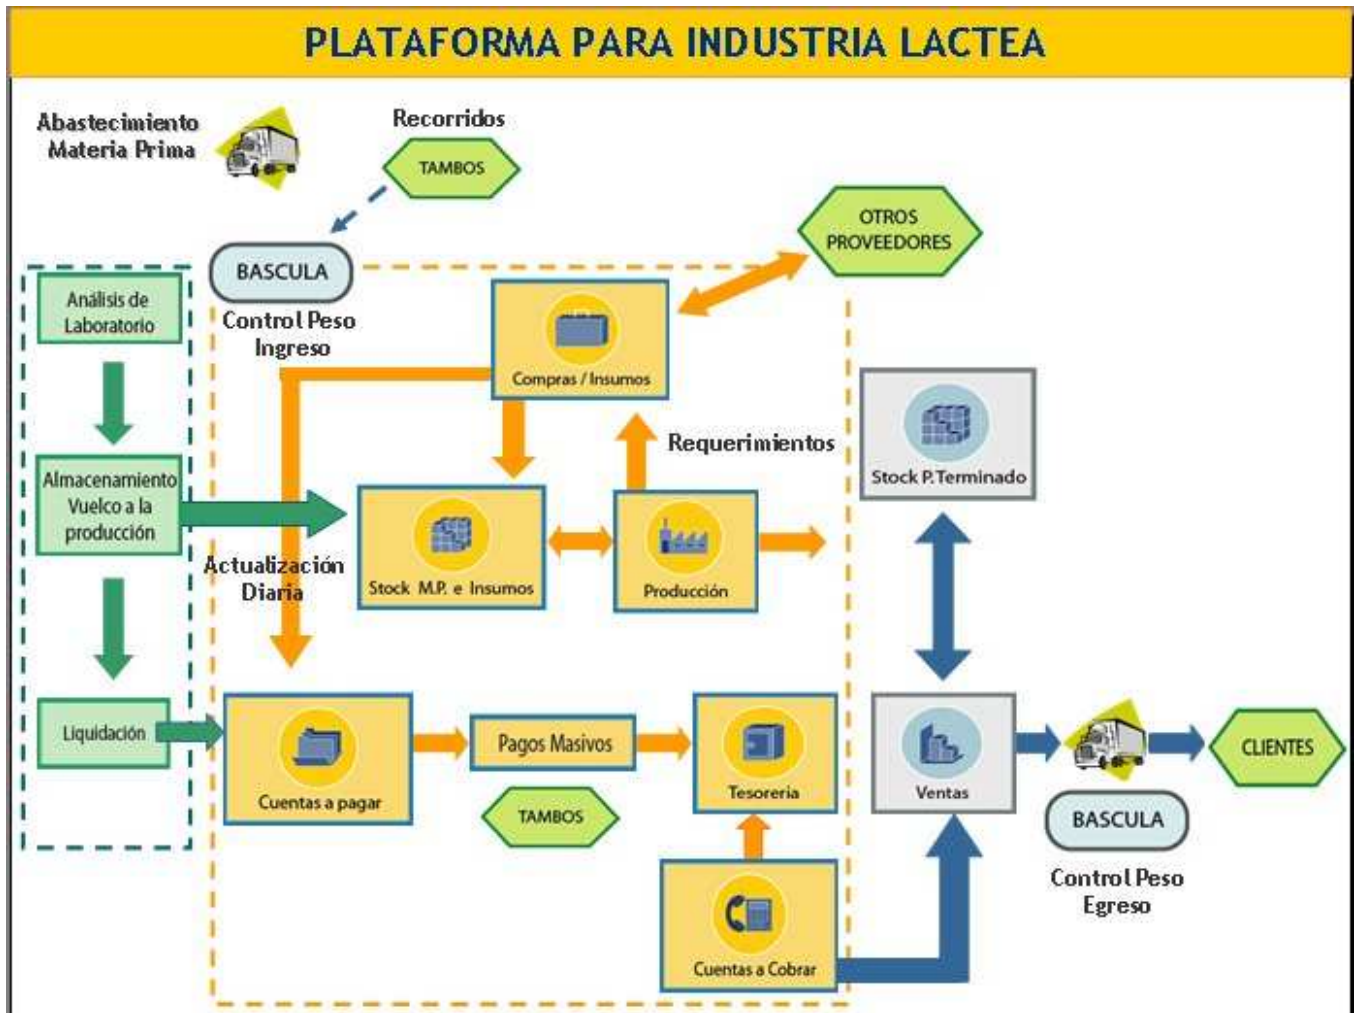 PLATAFORMA PARA INDUSTRIA LACTEA
Abastecimiento
Materia Prima
Recorridos
TAMBOS
OTROS
PROVEEDORES
BASCULA
Control Peso
Ingreso
Análisis de
Laboratorio
Compras / Insumos
Requerimientos
Stock P. Terminado
Almacenamiento
Vuelco a la
producción
Actualización
Diaria
Stock M.P. e Insumos
Producción
Liquidación
Cuentas a pagar
Pagos Masivos
TAMBOS
Tesoreria
Ventas
CLIENTES
BASCULA
Control Peso
Egreso
Cuentas a Cobrar